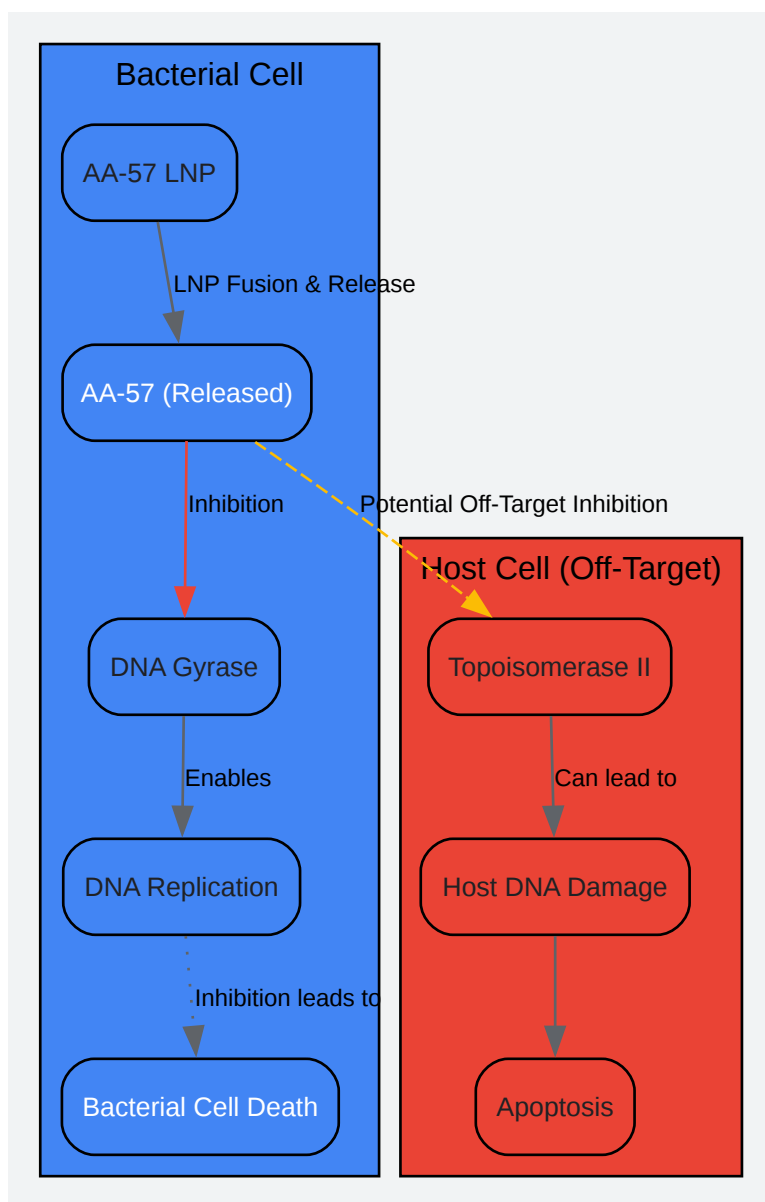 Bacterial Cell
AA-57 LNP
LNP Fusion & Release
AA-57 (Released)
Inhibition
Potential Off-Target Inhibition
Host Cell (Off-Target)
DNA Gyrase
Topoisomerase II
Enables
Can lead to
DNA Replication
Host DNA Damage
Inhibition leads to
Bacterial Cell Death
Apoptosis